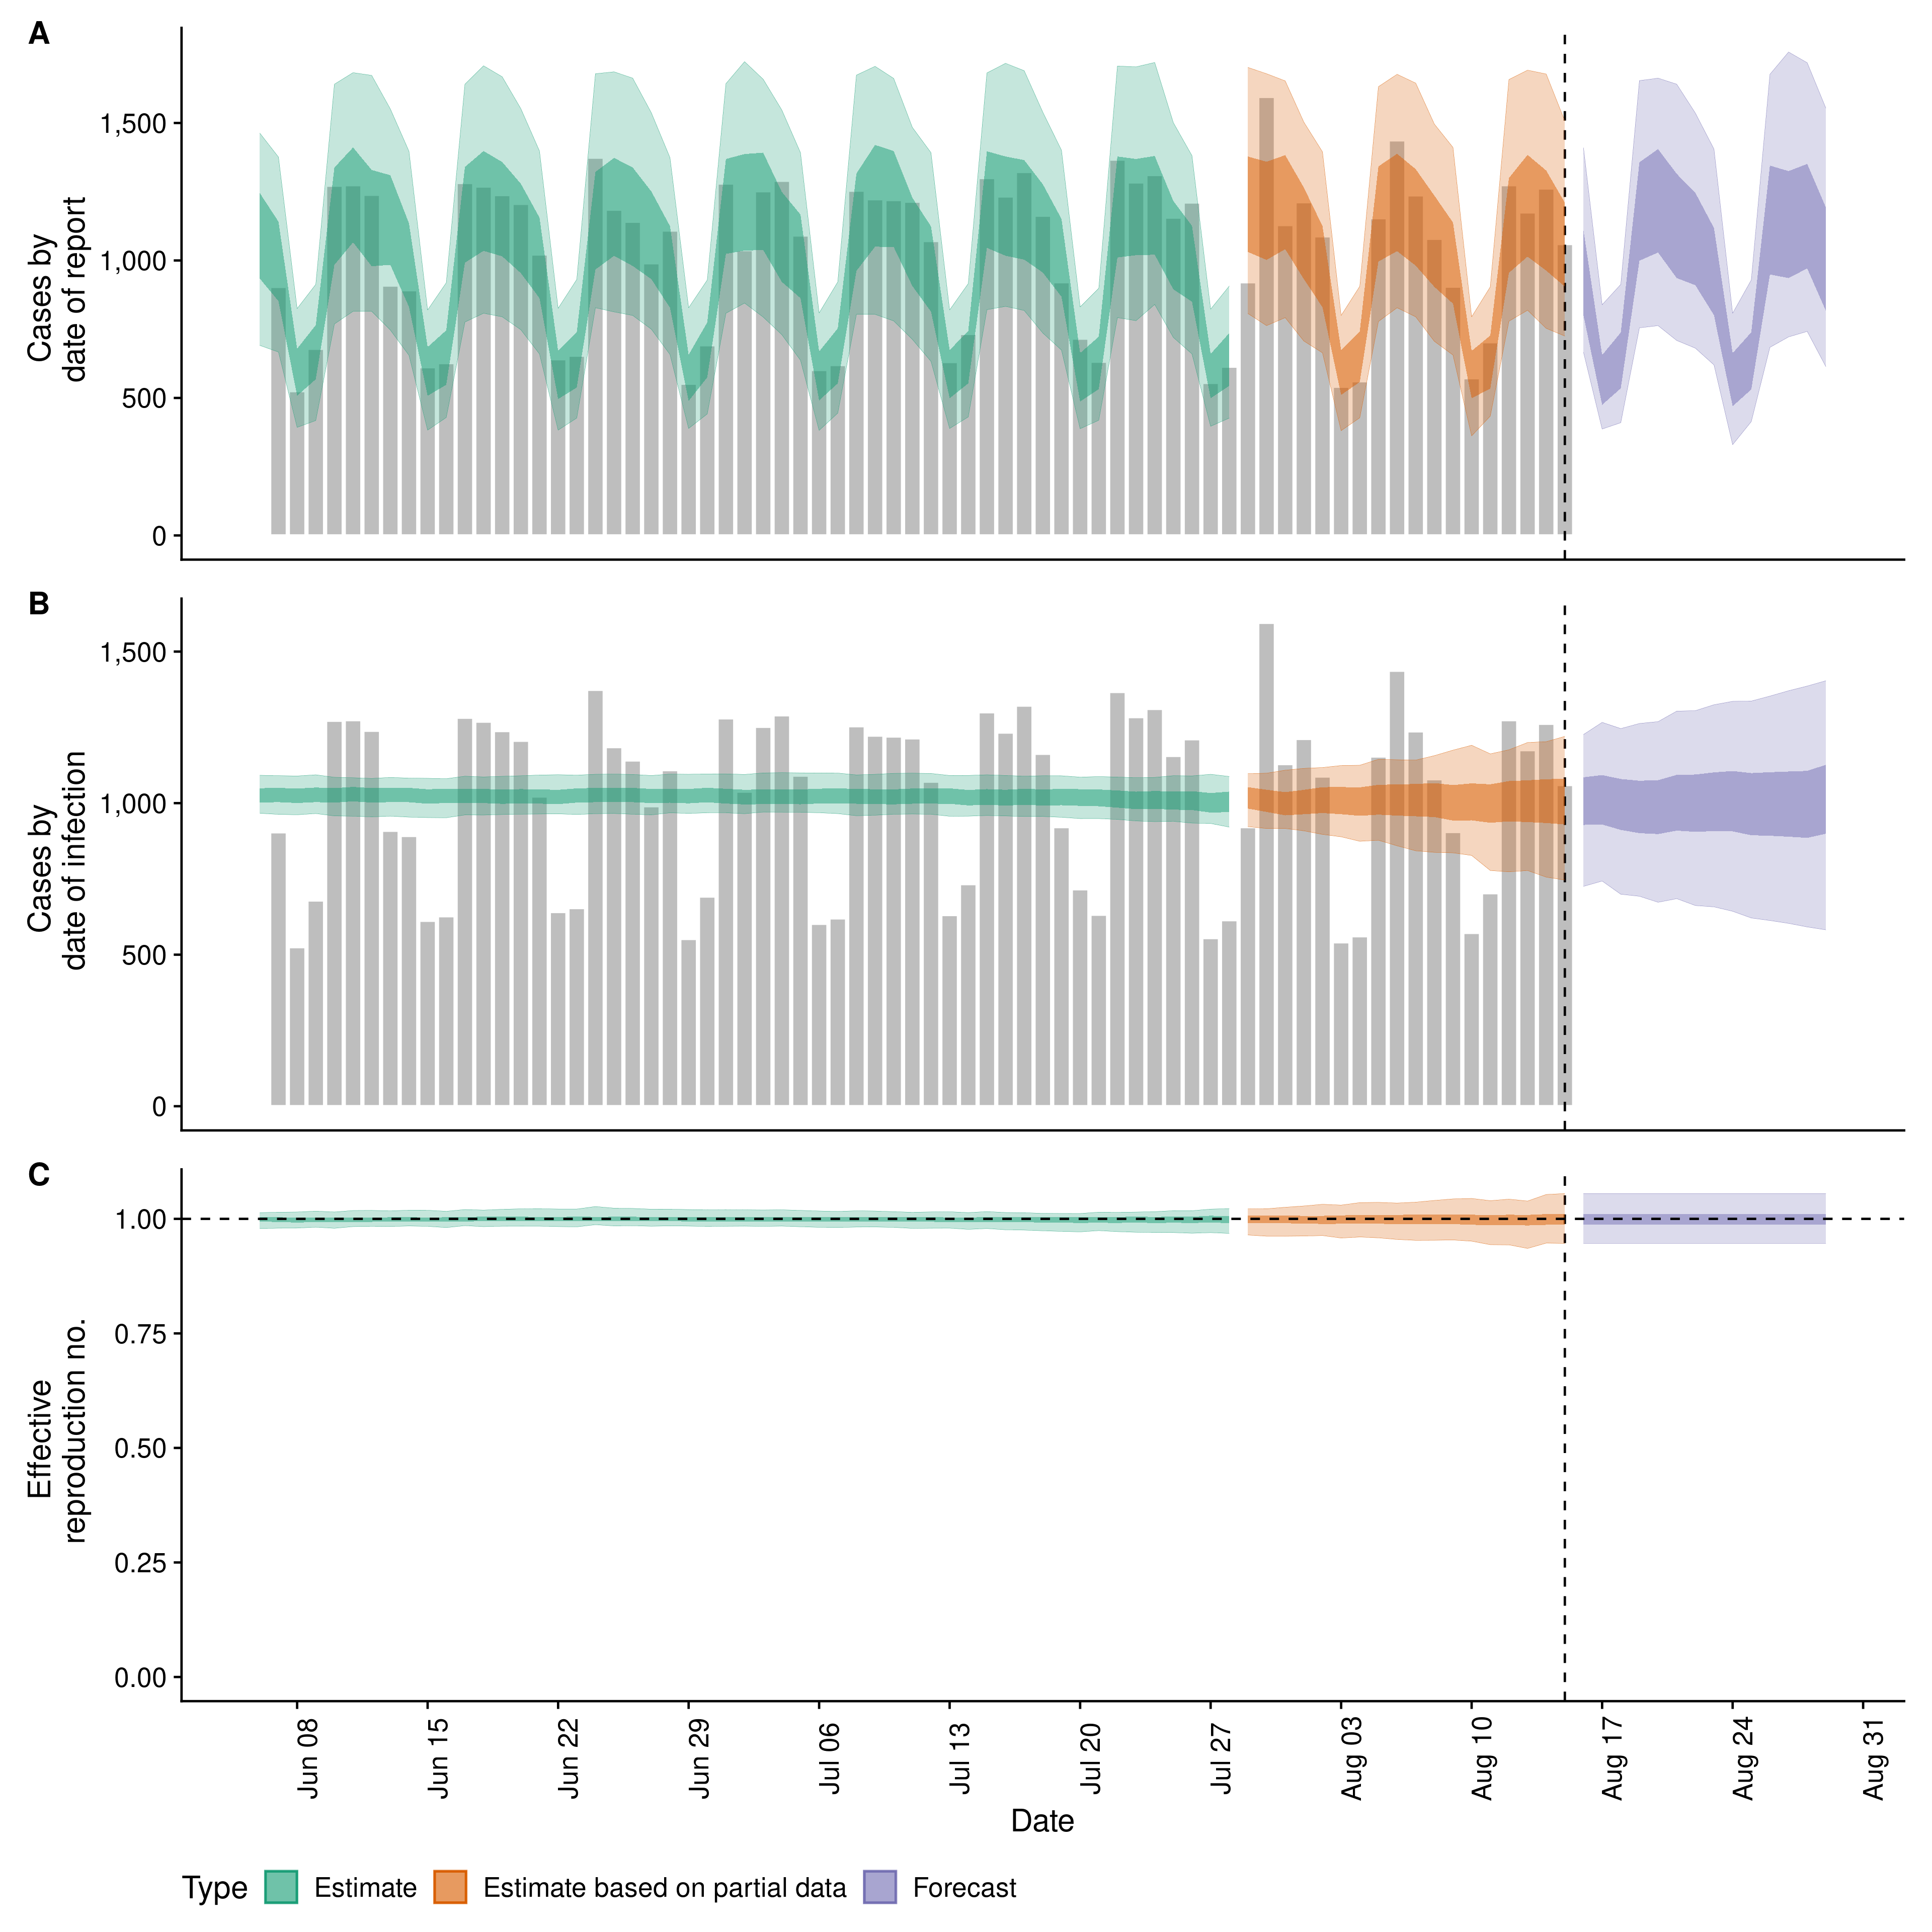 A
Cases by
date of report
1,500
1,000
500
0
B
Cases by
date of infection
1,500
1,000
500
0
C
Effective
reproduction no.
1.00
0.75
0.50
0.25
0.00
Jun 08
Jun 15
Jun 22
Jun 29
Jul 06
Jul 13
Jul 20
Jul 27
Aug 03
Aug 10
Aug 17
Aug 24
Aug 31
Date
Type
Estimate
Estimate based on partial data
Forecast